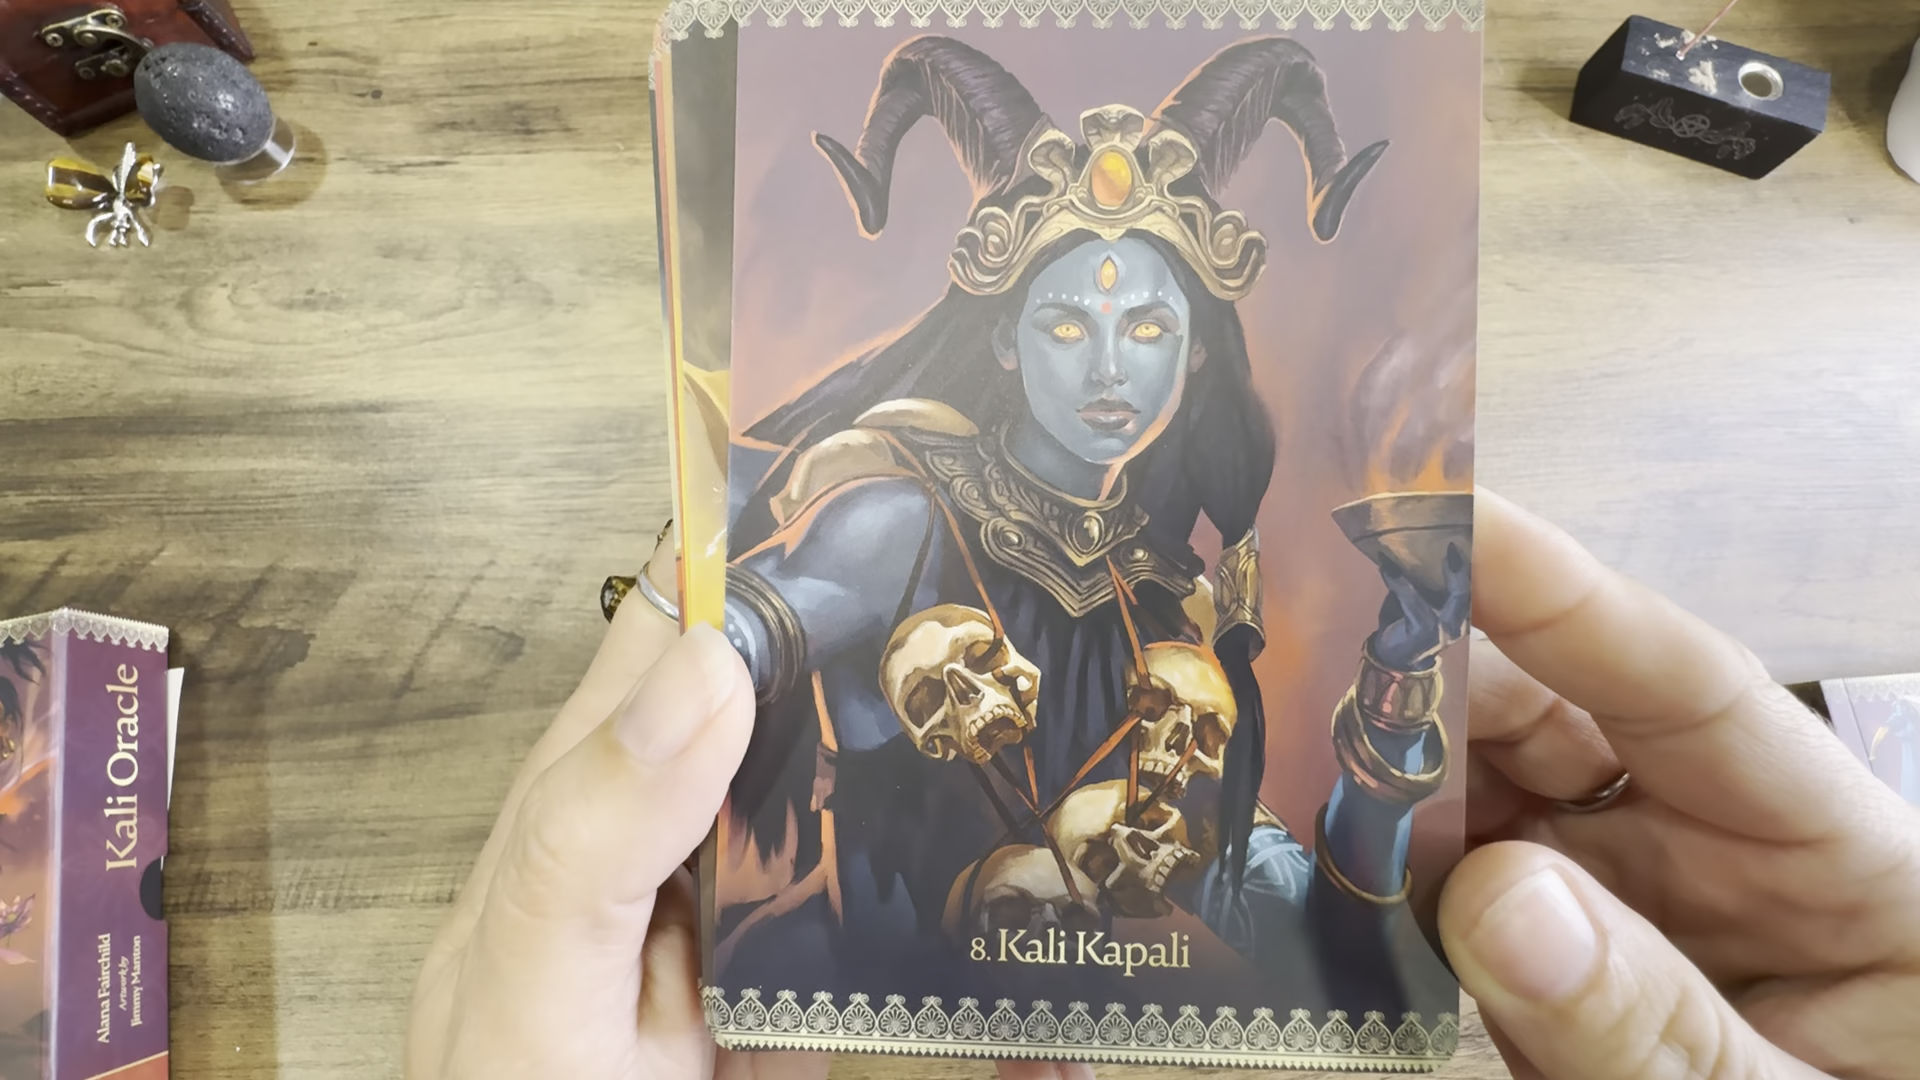 8. Kali Kapali
Kali Oracle
Alana Fairchild
Artwork by
Jimmy Manton